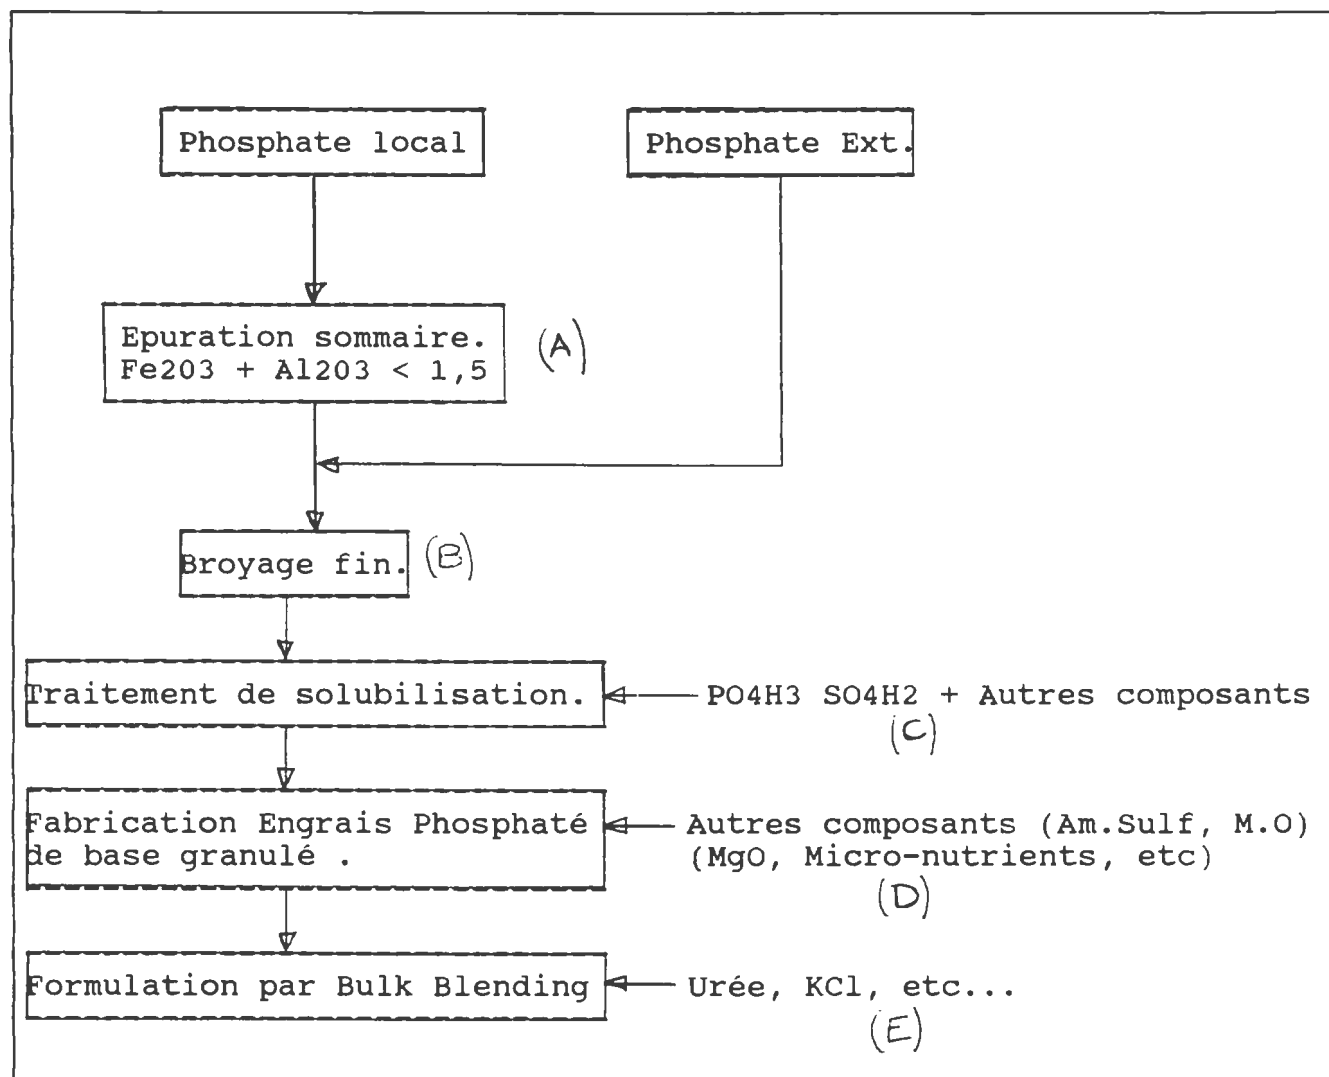 Phosphate local
Phosphate Ext.
Epuration sommaire.
Fe2O3 + Al2O3 < 1,5
(A)
Broyage fin.
(B)
Traitement de solubilisation.
PO4H3 SO4H2 + Autres composants
(C)
Fabrication Engrais Phosphaté
de base granulé .
Autres composants (Am.Sulf, M.O)
(MgO, Micro-nutrients, etc)
(D)
Formulation par Bulk Blending
Urée, KCl, etc...
(E)